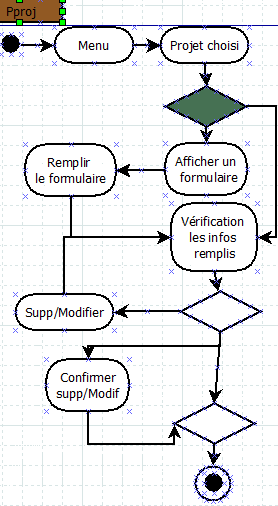 Pproj
Menu
Projet choisi
Remplir
le formulaire
Afficher un
formulaire
Vérification
les infos
remplis
Supp/Modifier
Confirmer
supp/Modif